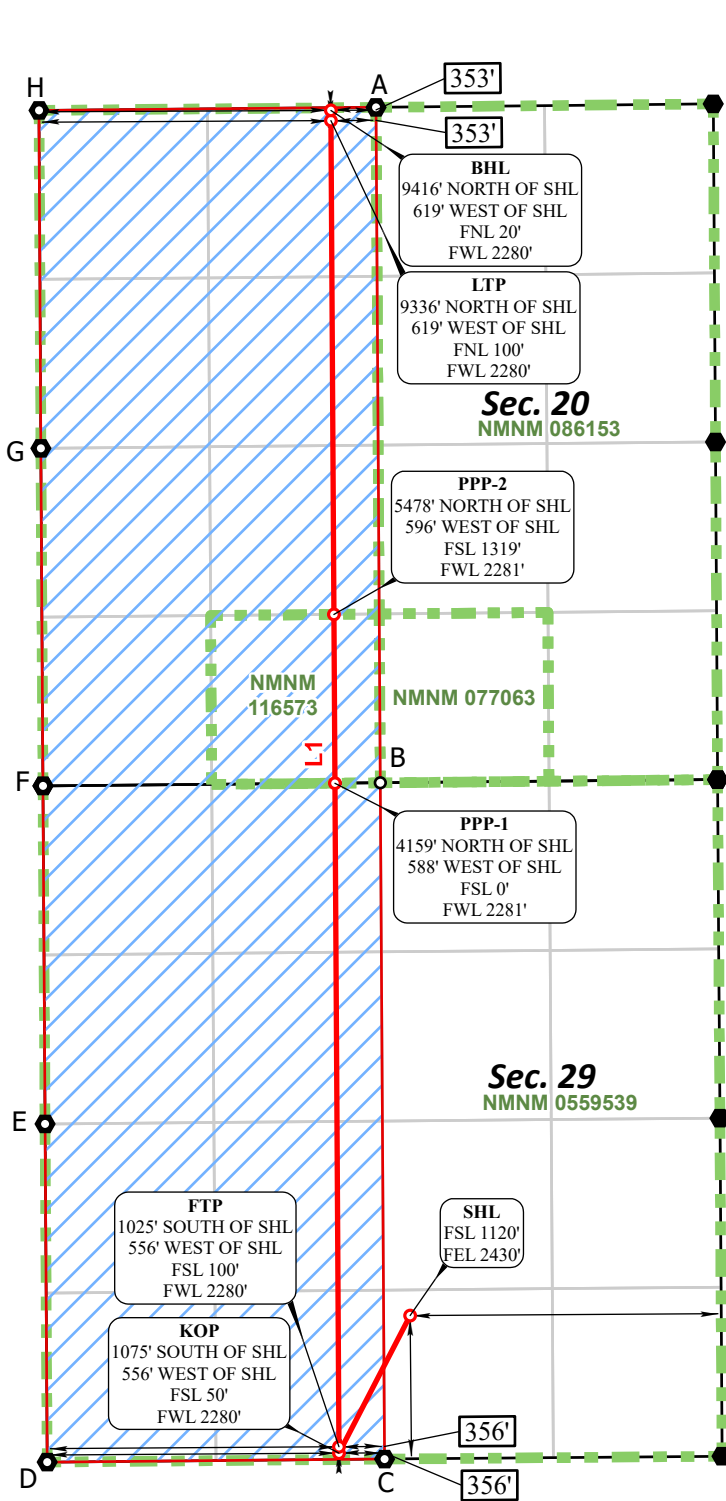 H
A
353'
353'
BHL
9416' NORTH OF SHL
619' WEST OF SHL
FNL 20'
FWL 2280'
LTP
9336' NORTH OF SHL
619' WEST OF SHL
FNL 100'
FWL 2280'
Sec. 20
NMNM 086153
G
PPP-2
5478' NORTH OF SHL
596' WEST OF SHL
FSL 1319'
FWL 2281'
NMNM
116573
NMNM 077063
L1
B
F
PPP-1
4159' NORTH OF SHL
588' WEST OF SHL
FSL 0'
FWL 2281'
Sec. 29
NMNM 0559539
E
FTP
1025' SOUTH OF SHL
556' WEST OF SHL
FSL 100'
FWL 2280'
SHL
FSL 1120'
FEL 2430'
KOP
1075' SOUTH OF SHL
556' WEST OF SHL
FSL 50'
FWL 2280'
356'
356'
D
C